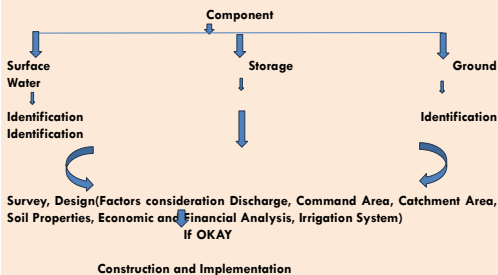 Component
Surface Storage Ground
Water
Identification Identification
Identification
Survey, Design(Factors consideration Discharge, Command Area, Catchment Area,
Soil Properties, Economic and Financial Analysis, Irrigation System)
If OKAY
Construction and Implementation